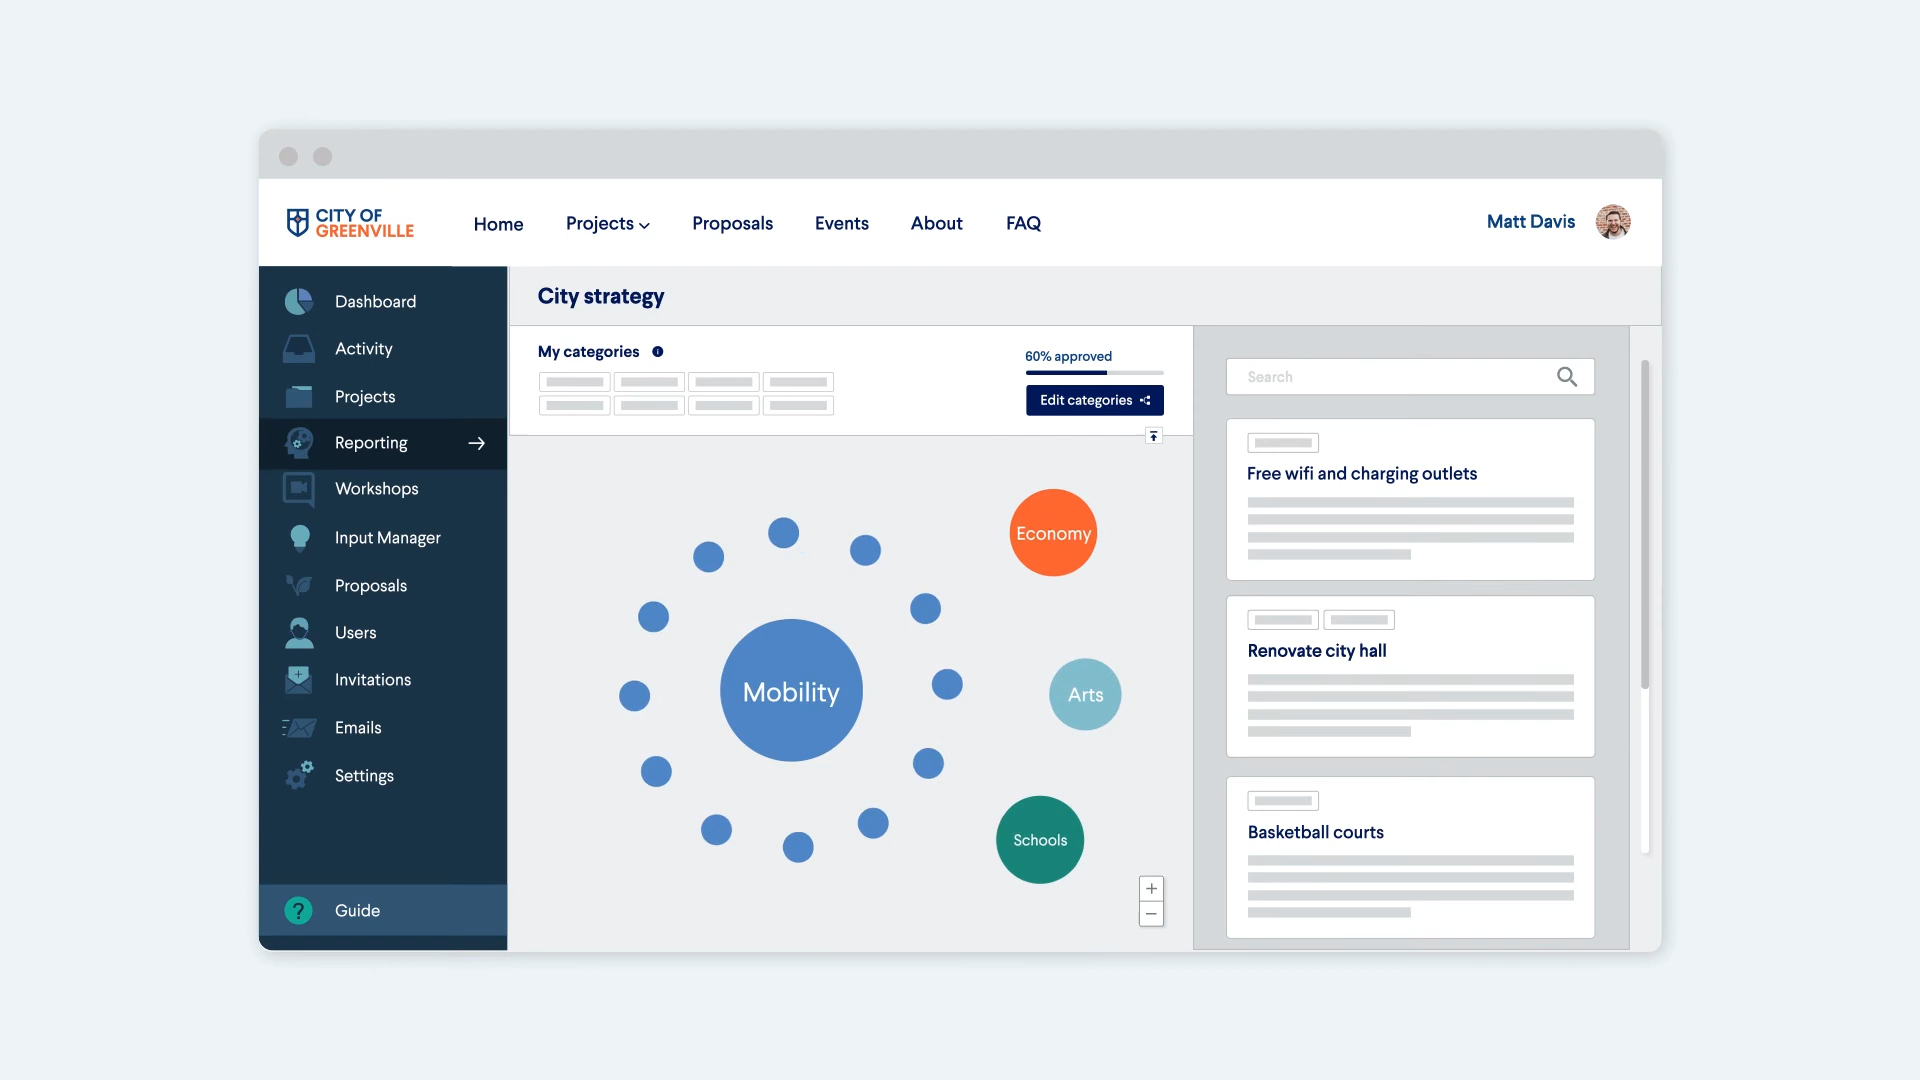 CITY OF
GREENVILLE
Home
Projects
Proposals
Events
About
FAQ
Matt Davis
Dashboard
Activity
Projects
Reporting
Workshops
Input Manager
Proposals
Users
Invitations
Emails
Settings
Guide
City strategy
My categories
60% approved
Edit categories
Economy
Mobility
Arts
Schools
Search
Free wifi and charging outlets
Renovate city hall
Basketball courts